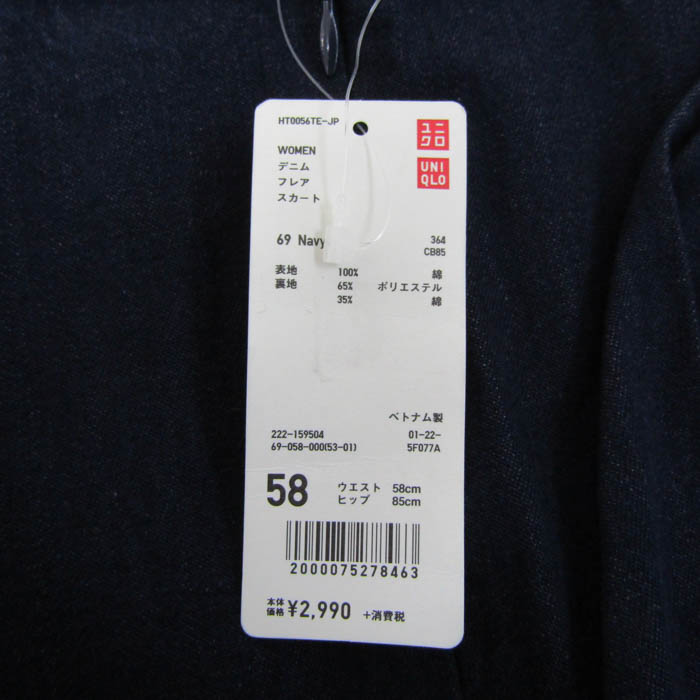 HT0056TE-JP
ユニ
クロ
UNI
QLO
WOMEN
デニム
フレア
スカート
69 Navy
364
CB85
表地 100% 綿
裏地 65% ポリエステル
35% 綿
ベトナム製
222-159504 01-22-
69-058-000(53-01) 5F077A
58 ウエスト 58cm
ヒップ 85cm
2000075278463
本体
価格 ¥2,990 +消費税